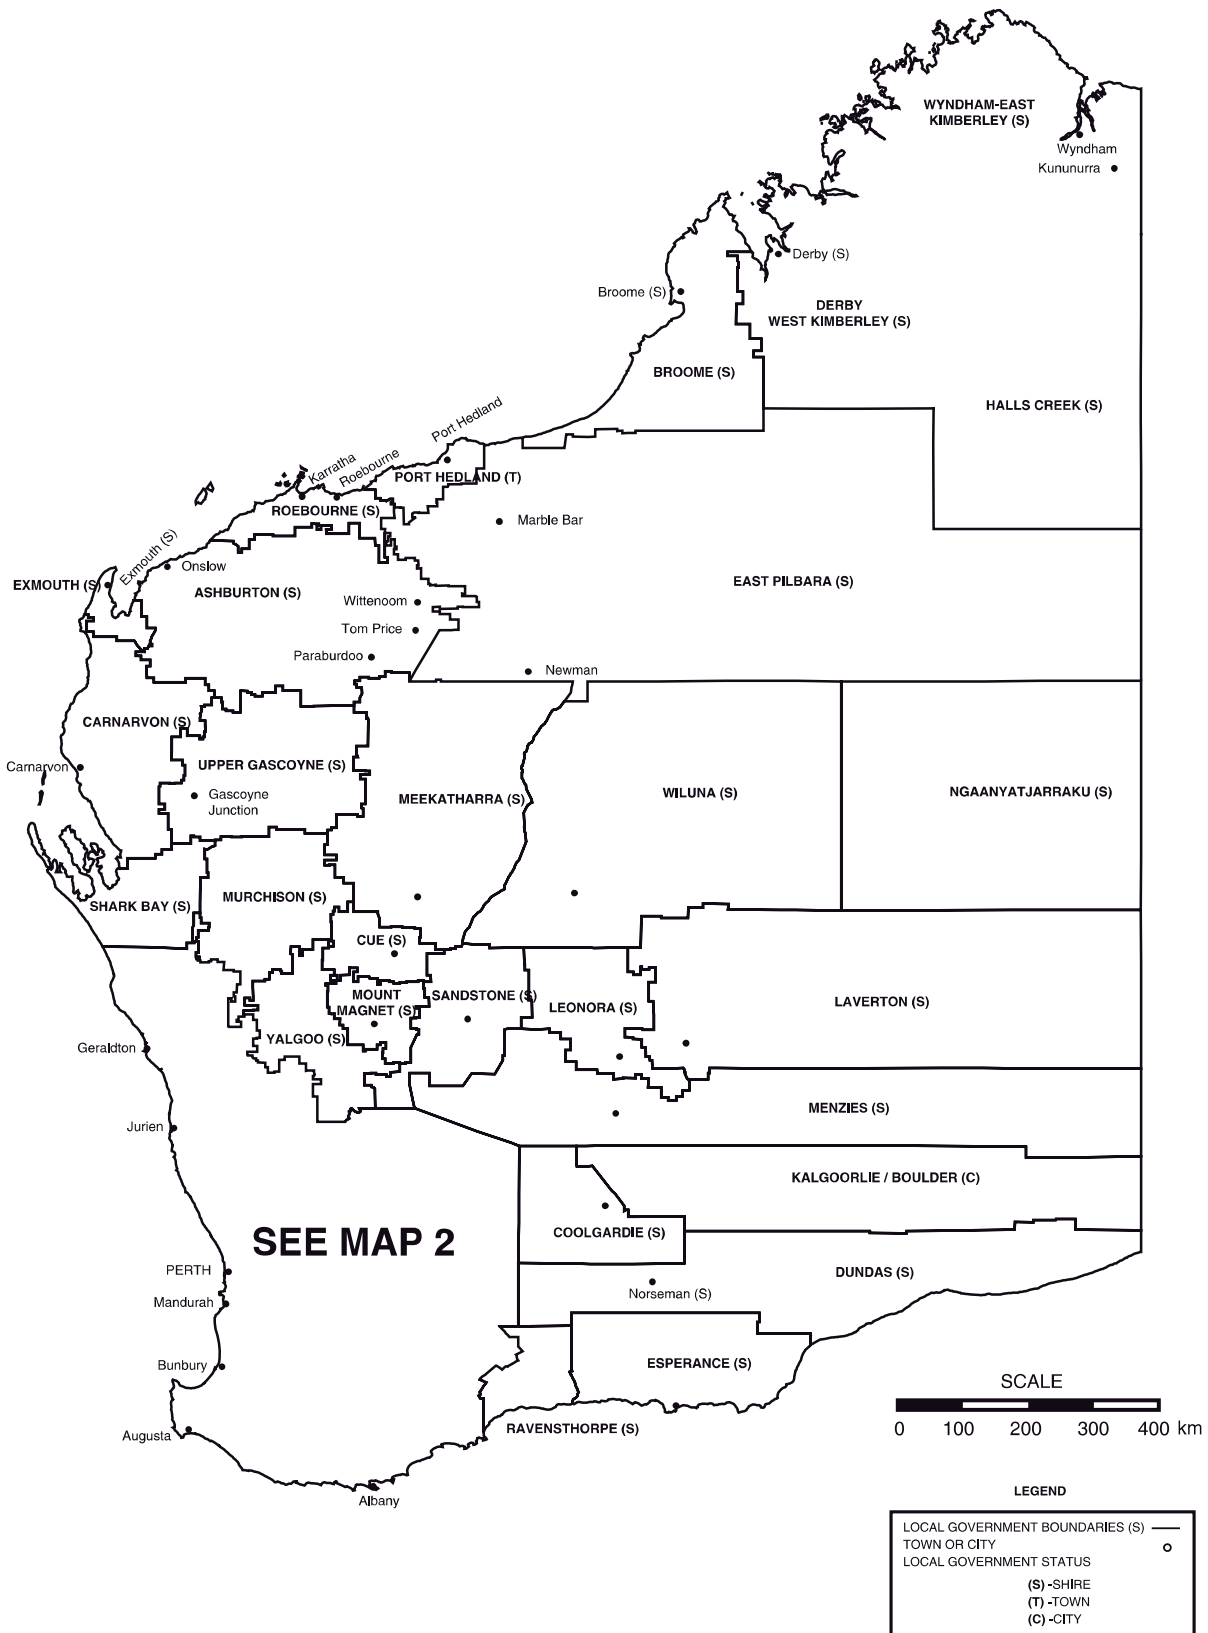 WYNDHAM-EAST
KIMBERLEY (S)
Wyndham
Kununurra
Derby (S)
Broome (S)
DERBY
WEST KIMBERLEY (S)
BROOME (S)
HALLS CREEK (S)
Port Hedland
Karratha
Roebourne
PORT HEDLAND (T)
ROEBOURNE (S)
Marble Bar
Exmouth (S)
Onslow
EXMOUTH (S)
ASHBURTON (S)
EAST PILBARA (S)
Wittenoom
Tom Price
Paraburdoo
Newman
CARNARVON (S)
Carnarvon
UPPER GASCOYNE (S)
Gascoyne
Junction
MEEKATHARRA (S)
WILUNA (S)
NGAANYATJARRAKU (S)
SHARK BAY (S)
MURCHISON (S)
CUE (S)
MOUNT
MAGNET (S)
SANDSTONE (S)
LEONORA (S)
LAVERTON (S)
YALGOO (S)
Geraldton
MENZIES (S)
Jurien
KALGOORLIE / BOULDER (C)
COOLGARDIE (S)
SEE MAP 2
PERTH
DUNDAS (S)
Norseman (S)
Mandurah
Bunbury
ESPERANCE (S)
RAVENSTHORPE (S)
Augusta
Albany
SCALE
0 100 200 300 400 km
LEGEND
LOCAL GOVERNMENT BOUNDARIES (S)
TOWN OR CITY
LOCAL GOVERNMENT STATUS
(S) -SHIRE
(T) -TOWN
(C) -CITY